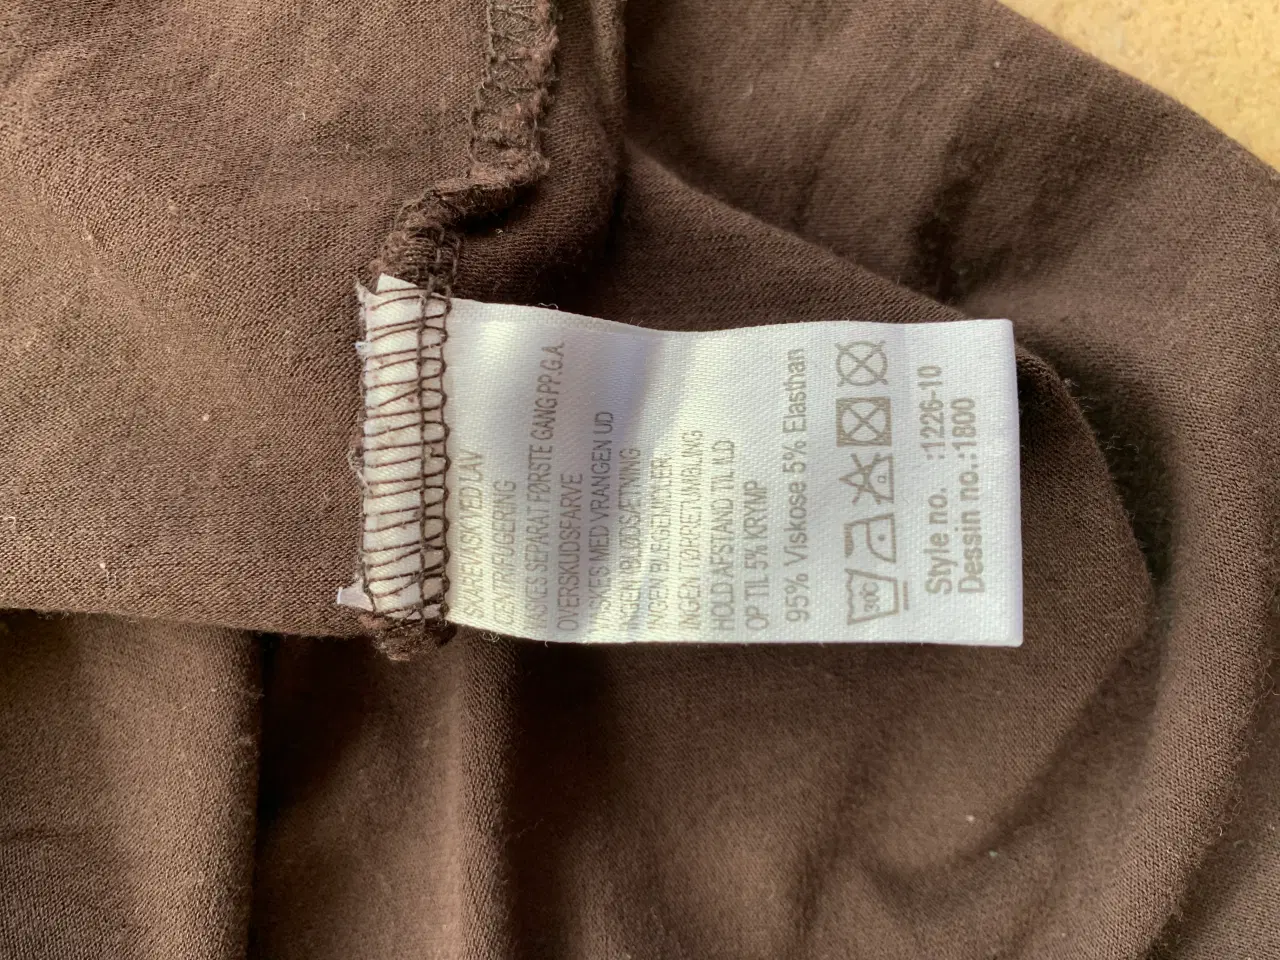 SKÅNEVASK VED LAV
CENTRIFUGERING
VASKES SEPARAT FØRSTE GANG PP.G.A.
OVERSKUDSFARVE
VASKES MED VRANGEN UD
INGEN IBLØDSÆTNING
INGEN BLEGEMIDLER
INGEN TØRRETUMBLING
HOLD AFSTAND TIL ILD
OP TIL 5% KRYMP
95% Viskose 5% Elasthan
30C
Style no. :1226-10
Dessin no.:1800